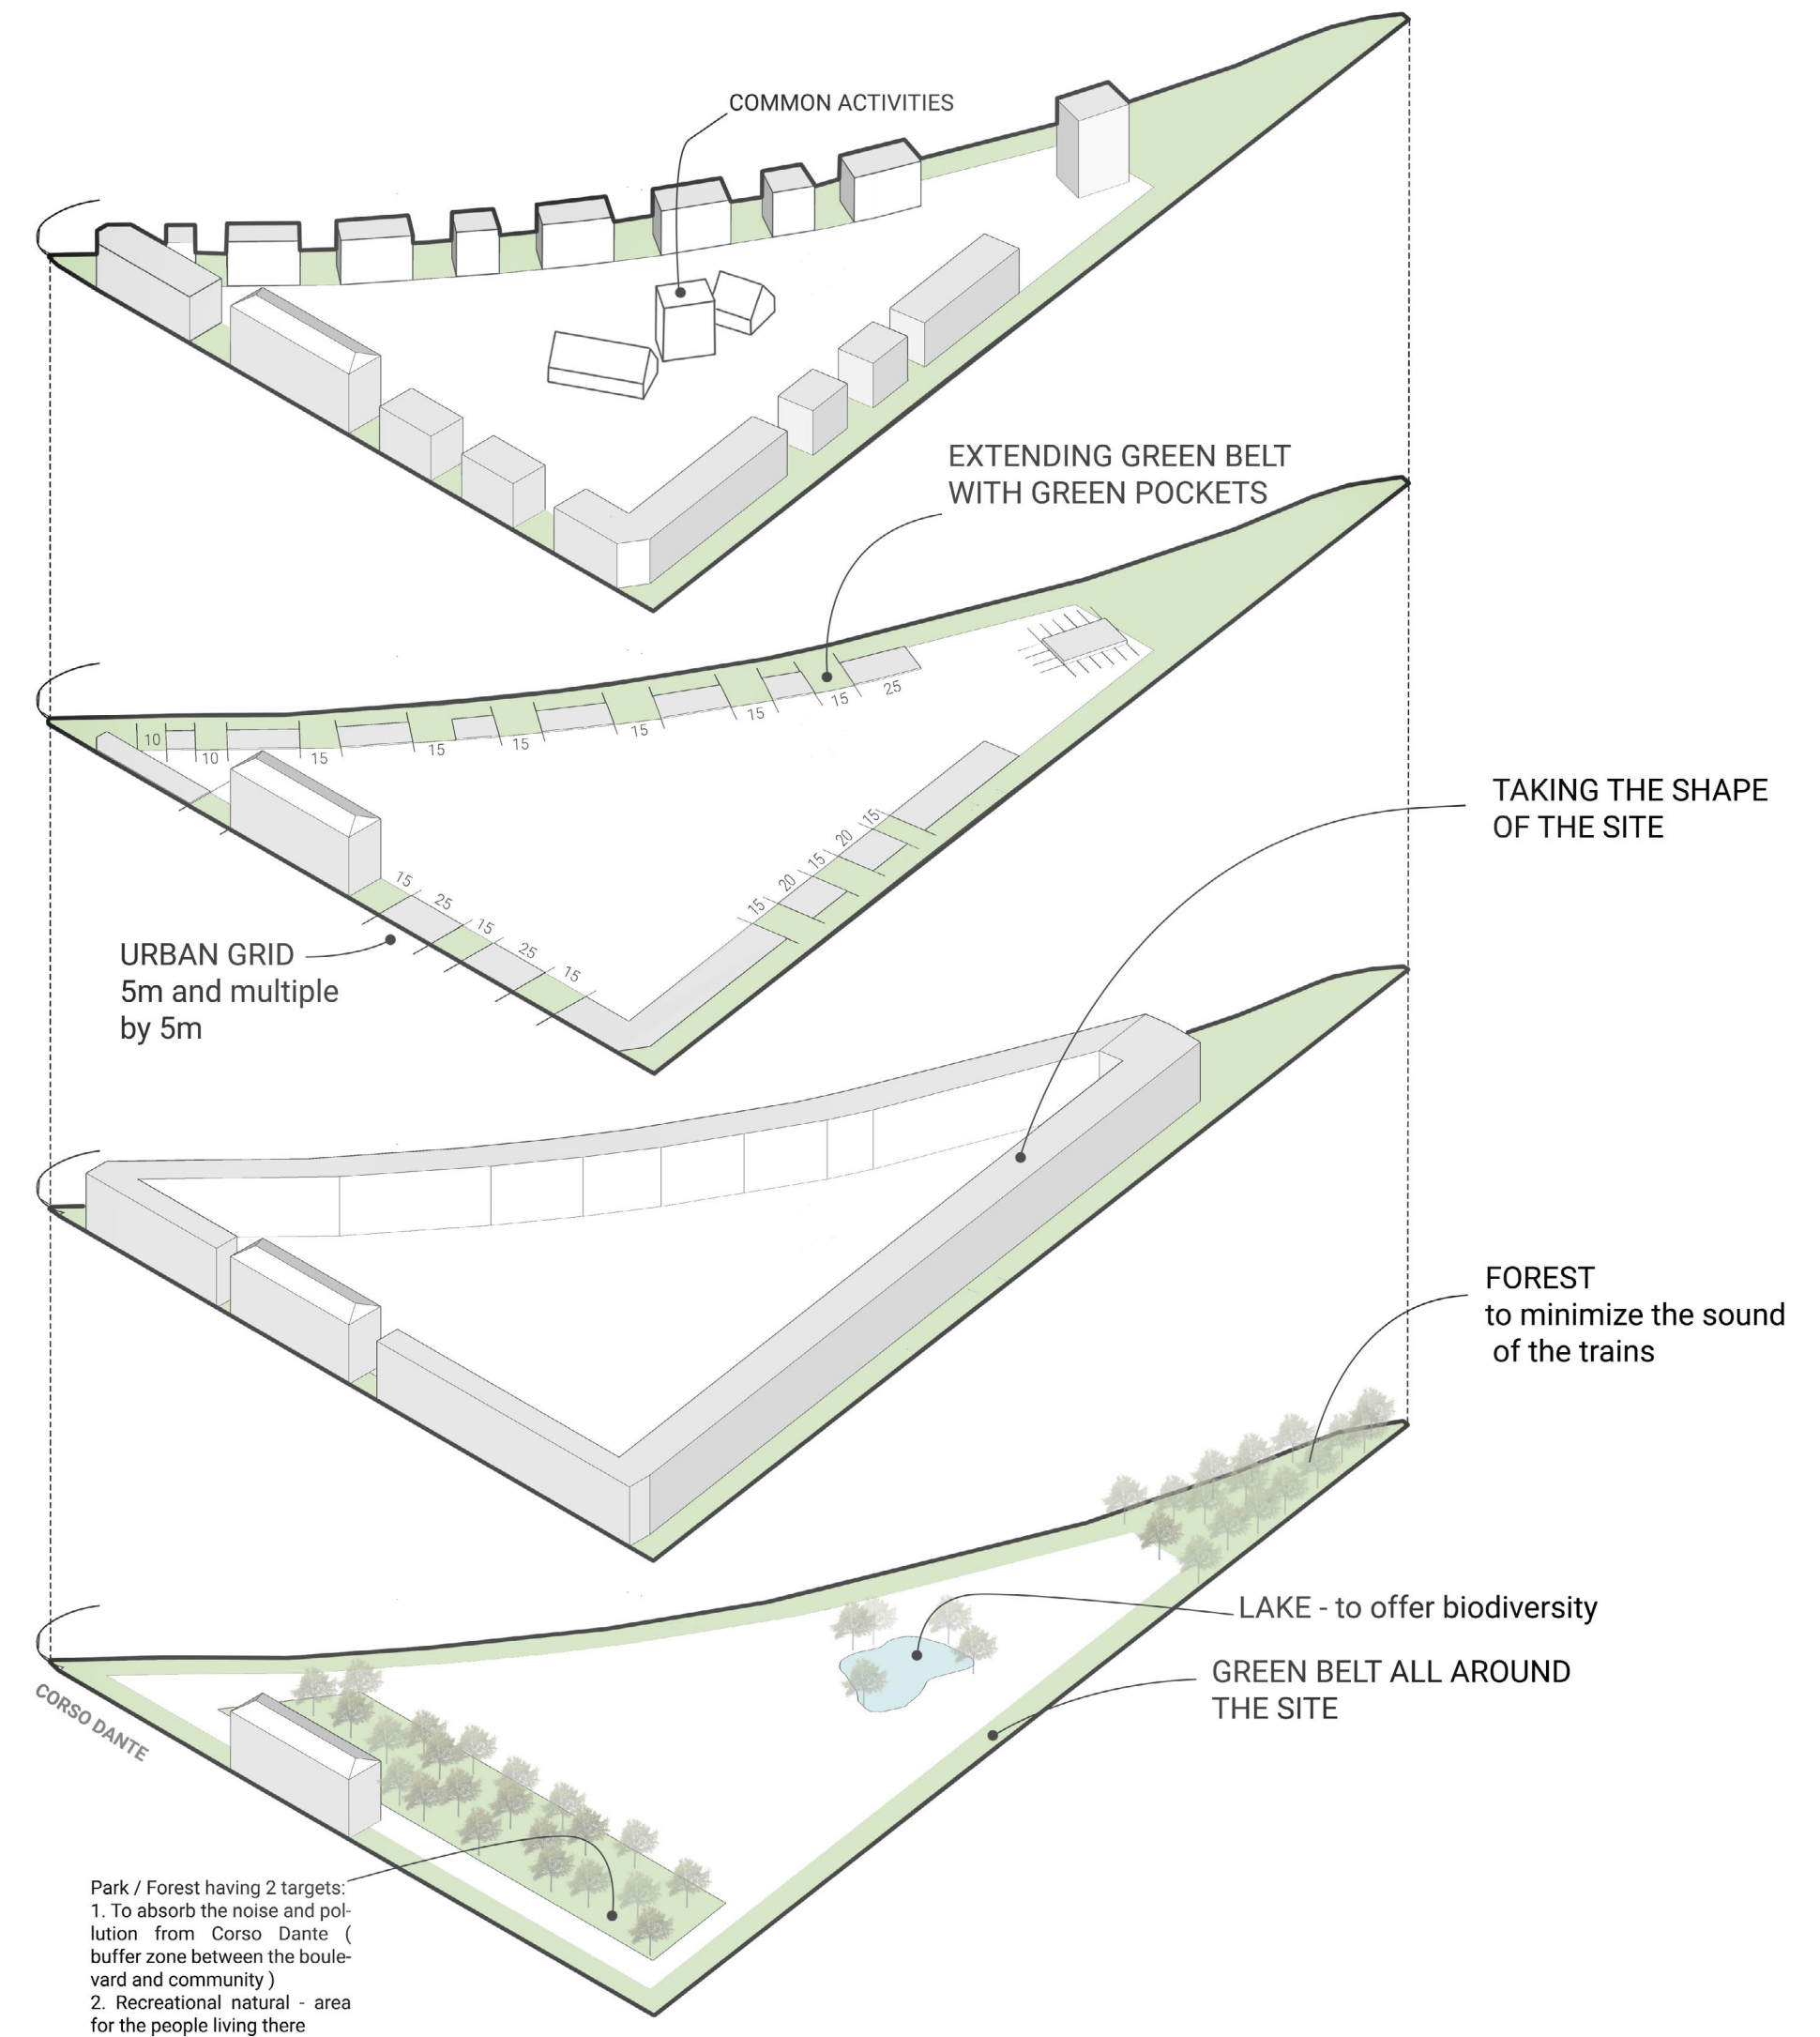 COMMON ACTIVITIES
EXTENDING GREEN BELT
WITH GREEN POCKETS
15
25
15
15
15
15
15
10
10
TAKING THE SHAPE
OF THE SITE
15
20
15
20
15
15
25
15
25
15
URBAN GRID
5m and multiple
by 5m
FOREST
to minimize the sound
of the trains
LAKE - to offer biodiversity
GREEN BELT ALL AROUND
THE SITE
CORSO DANTE
Park / Forest having 2 targets:
1. To absorb the noise and pol-
lution from Corso Dante (
buffer zone between the boule-
vard and community )
2. Recreational natural - area
for the people living there